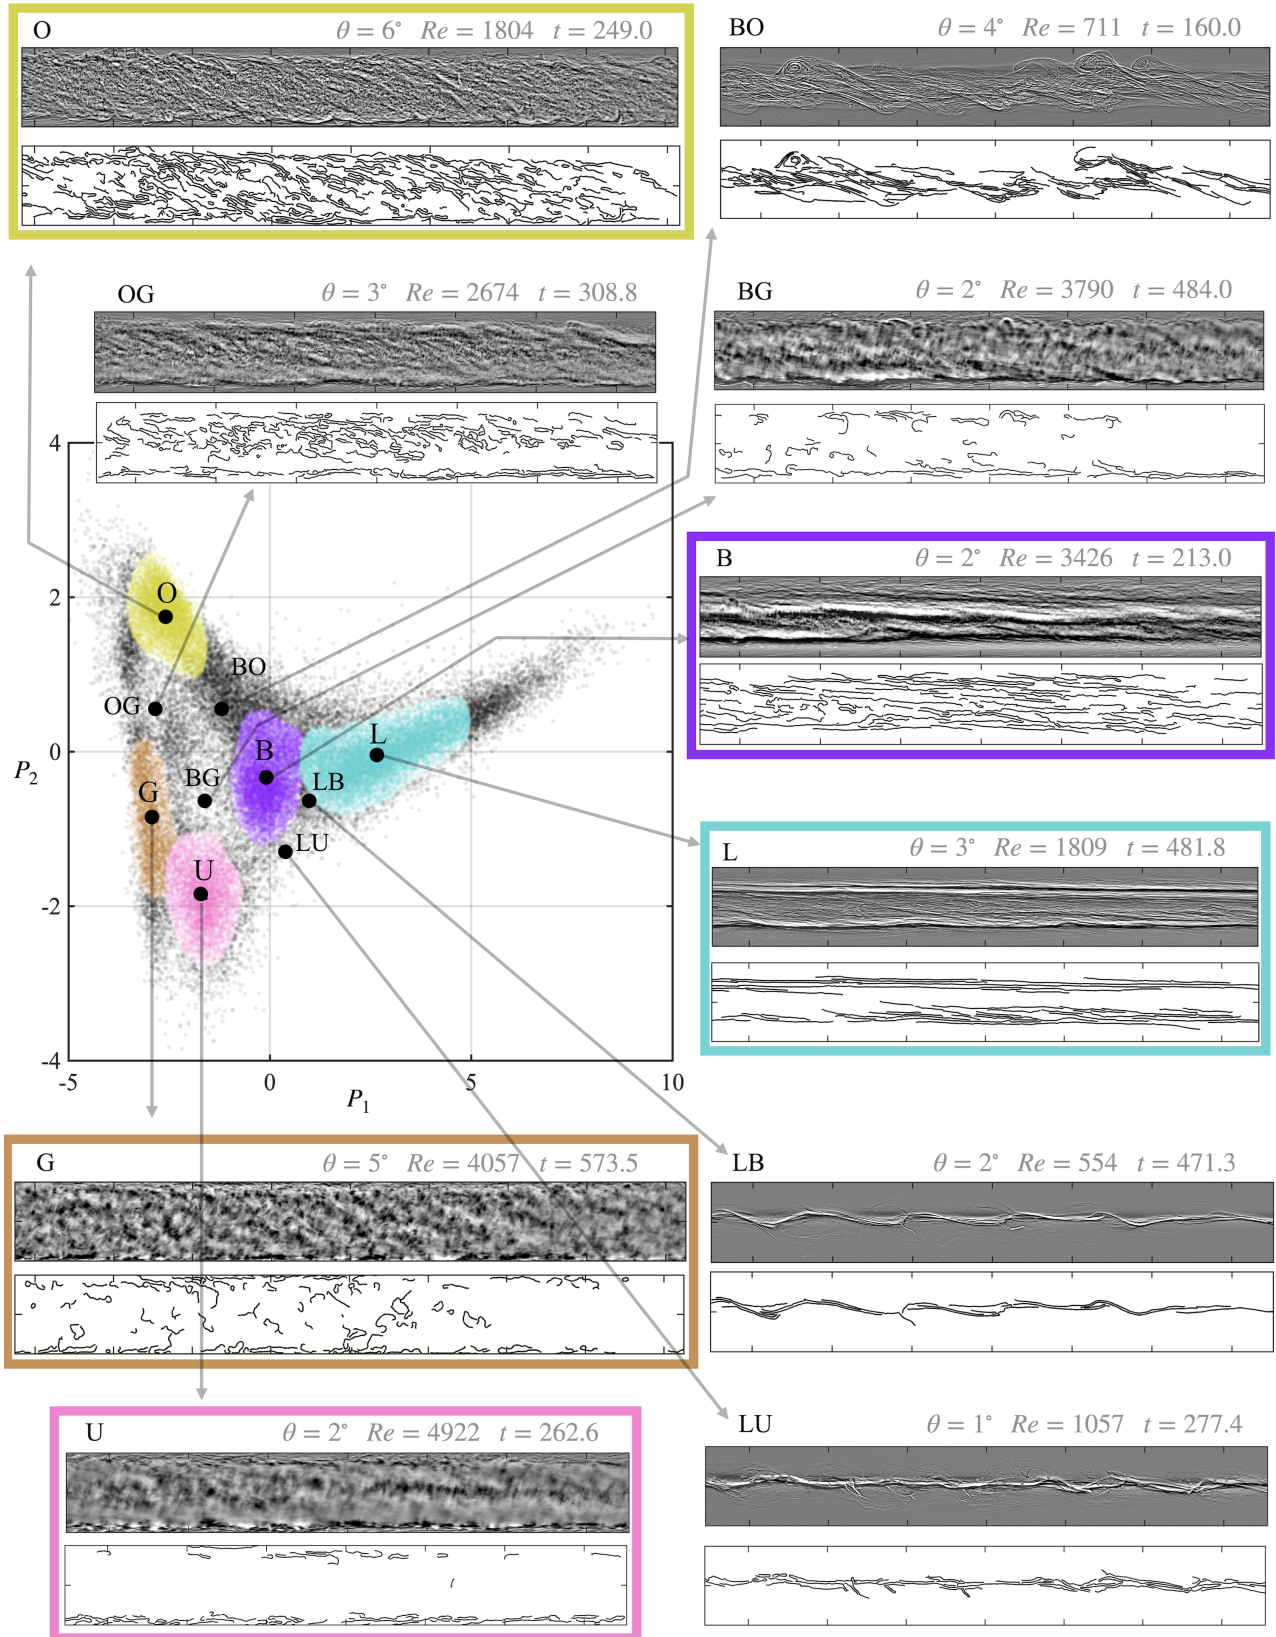 O
θ = 6° Re = 1804 t = 249.0
BO
θ = 4° Re = 711 t = 160.0
OG
θ = 3° Re = 2674 t = 308.8
BG
θ = 2° Re = 3790 t = 484.0
B
θ = 2° Re = 3426 t = 213.0
4
2
0
-2
-4
P2
-5
0
5
10
P1
O
BO
OG
B
L
BG
LB
G
LU
U
L
θ = 3° Re = 1809 t = 481.8
G
θ = 5° Re = 4057 t = 573.5
LB
θ = 2° Re = 554 t = 471.3
U
θ = 2° Re = 4922 t = 262.6
LU
θ = 1° Re = 1057 t = 277.4